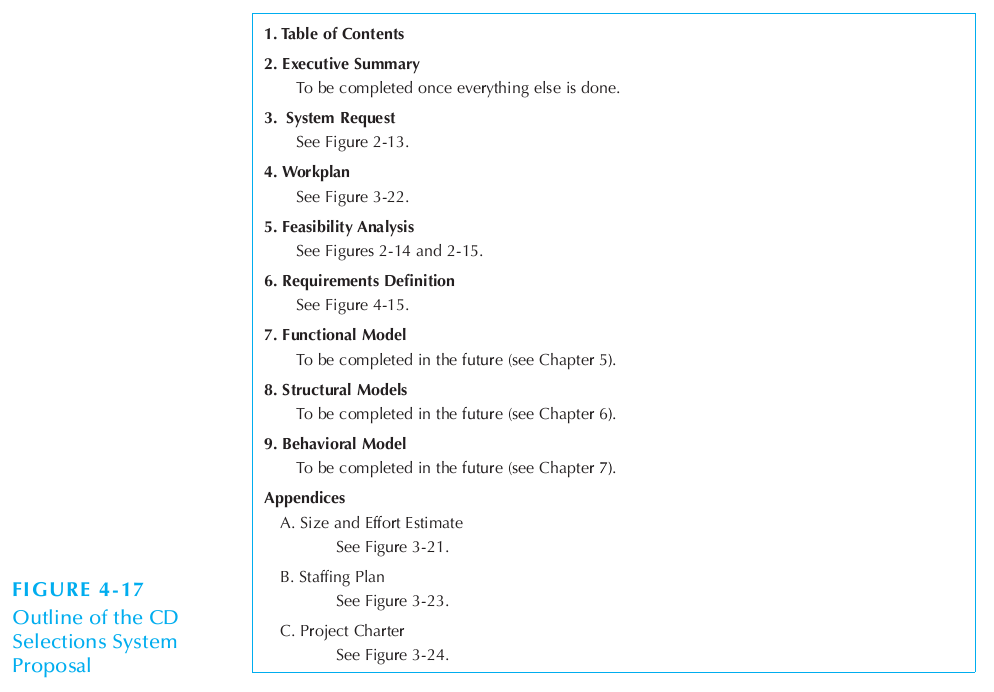 1. Table of Contents
2. Executive Summary
To be completed once everything else is done.
3. System Request
See Figure 2-13.
4. Workplan
See Figure 3-22.
5. Feasibility Analysis
See Figures 2-14 and 2-15.
6. Requirements Definition
See Figure 4-15.
7. Functional Model
To be completed in the future (see Chapter 5).
8. Structural Models
To be completed in the future (see Chapter 6).
9. Behavioral Model
To be completed in the future (see Chapter 7).
Appendices
A. Size and Effort Estimate
See Figure 3-21.
B. Staffing Plan
See Figure 3-23.
C. Project Charter
See Figure 3-24.
FIGURE 4-17
Outline of the CD
Selections System
Proposal